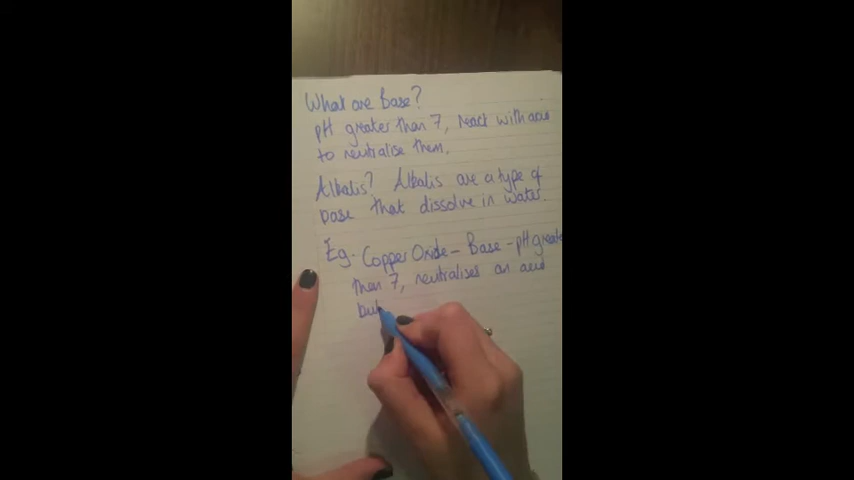 What are Base?
pH greater than 7, react with acid
to neutralise them.
Alkalis? Alkalis are a type of
base that dissolve in water.
Eg. Copper Oxide - Base - pH greater
than 7, neutralises an acid
but